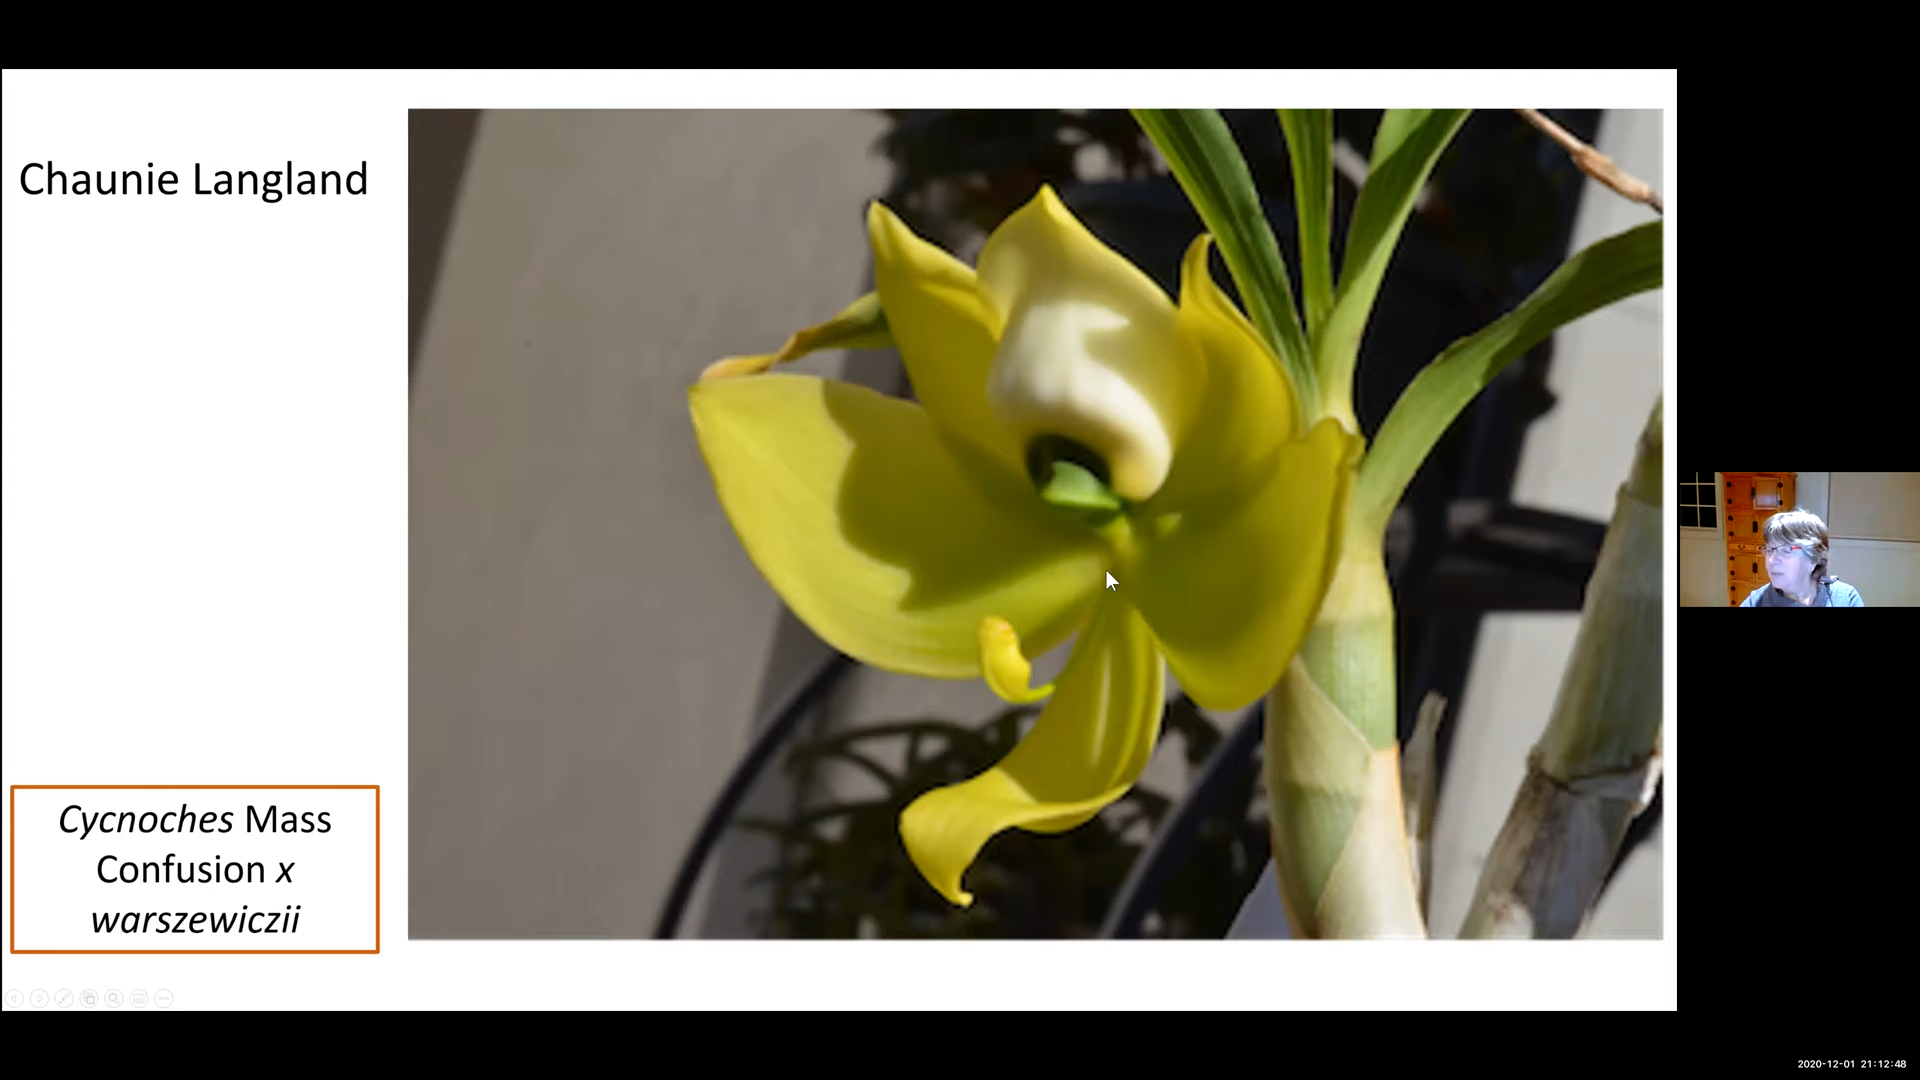 Chaunie Langland
Cycnoches Mass
Confusion x
warszewiczii
2020-12-01 21:12:48